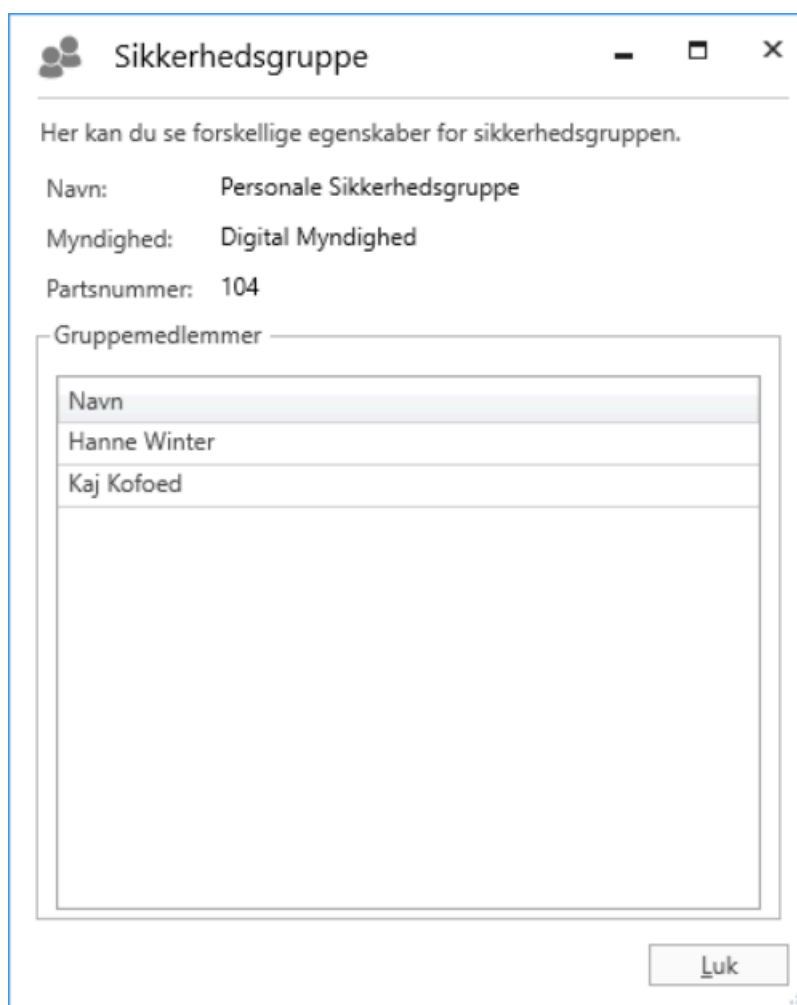 Sikkerhedsgruppe
Her kan du se forskellige egenskaber for sikkerhedsgruppen.
Navn: Personale Sikkerhedsgruppe
Myndighed: Digital Myndighed
Partsnummer: 104
Gruppemedlemmer
Navn
Hanne Winter
Kaj Kofoed
Luk